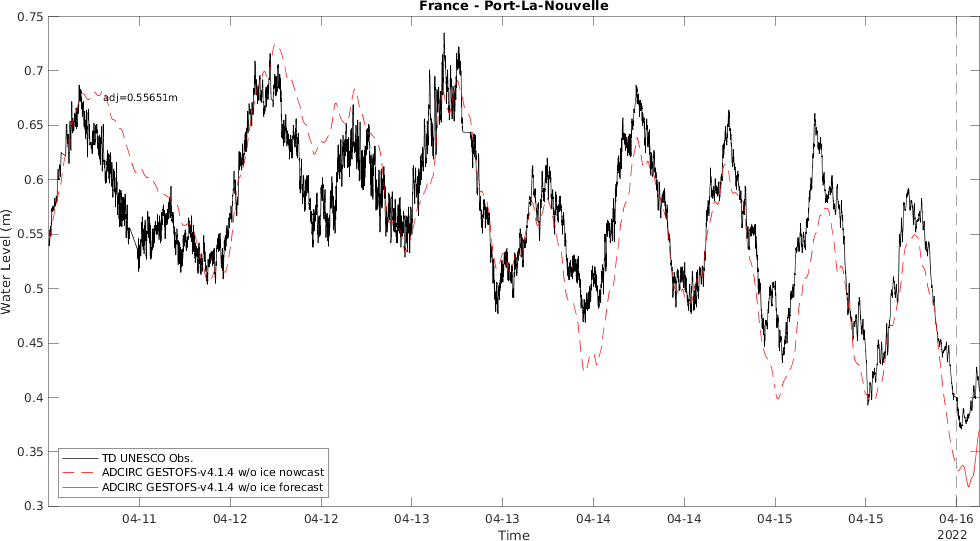 France - Port-La-Nouvelle
0.75
0.7
0.65
0.6
0.55
0.5
0.45
0.4
0.35
0.3
Water Level (m)
adj=0.55651m
TD UNESCO Obs.
ADCIRC GESTOFS-v4.1.4 w/o ice nowcast
ADCIRC GESTOFS-v4.1.4 w/o ice forecast
04-11 04-12 04-12 04-13 04-13 04-14 04-14 04-15 04-15 04-16
2022
Time